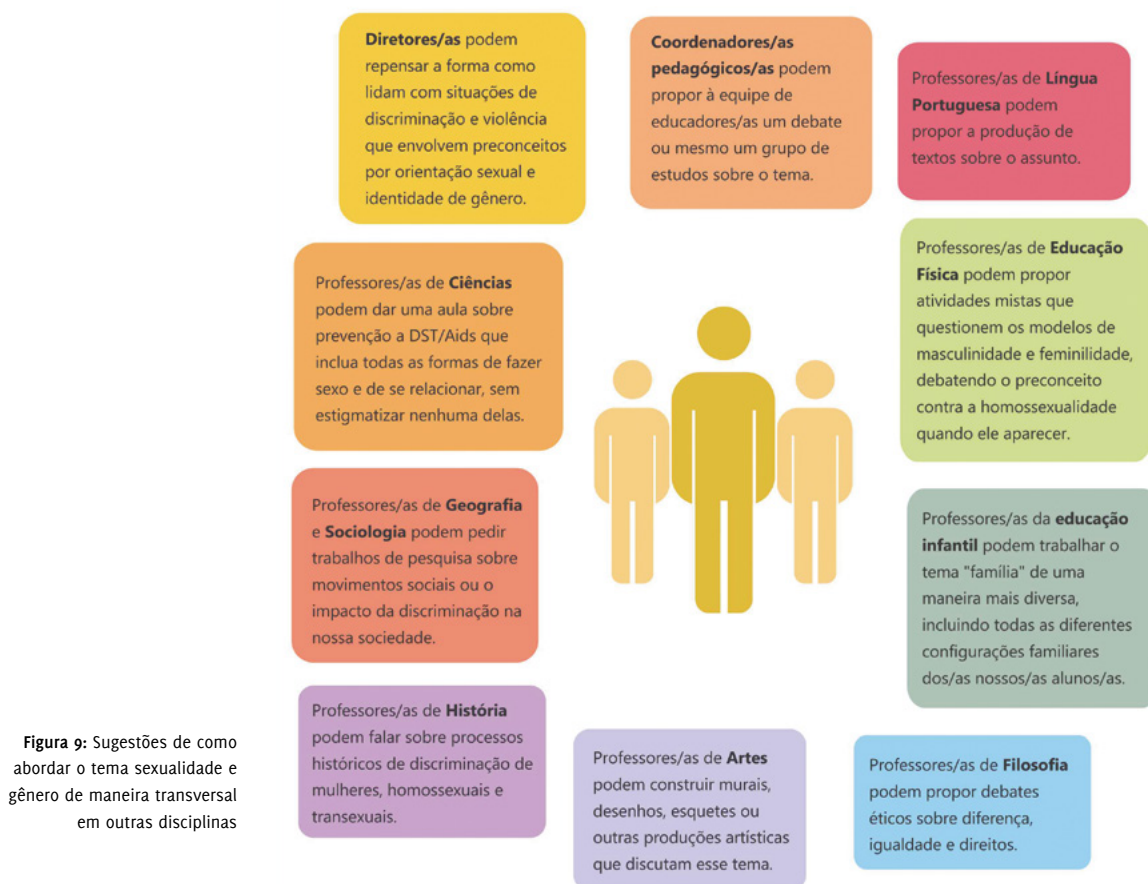 Diretores/as podem
repensar a forma como
lidam com situações de
discriminação e violência
que envolvem preconceitos
por orientação sexual e
identidade de gênero.
Coordenadores/as
pedagógicos/as podem
propor à equipe de
educadores/as um debate
ou mesmo um grupo de
estudos sobre o tema.
Professores/as de Língua
Portuguesa podem
propor a produção de
textos sobre o assunto.
Professores/as de Ciências
podem dar uma aula sobre
prevenção a DST/Aids que
inclua todas as formas de fazer
sexo e de se relacionar, sem
estigmatizar nenhuma delas.
Professores/as de Educação
Física podem propor
atividades mistas que
questionem os modelos de
masculinidade e feminilidade,
debatendo o preconceito
contra a homossexualidade
quando ele aparecer.
Professores/as de Geografia
e Sociologia podem pedir
trabalhos de pesquisa sobre
movimentos sociais ou o
impacto da discriminação na
nossa sociedade.
Professores/as da educação
infantil podem trabalhar o
tema "família" de uma
maneira mais diversa,
incluindo todas as diferentes
configurações familiares
dos/as nossos/as alunos/as.
Professores/as de História
podem falar sobre processos
históricos de discriminação de
mulheres, homossexuais e
transexuais.
Professores/as de Artes
podem construir murais,
desenhos, esquetes ou
outras produções artísticas
que discutam esse tema.
Professores/as de Filosofia
podem propor debates
éticos sobre diferença,
igualdade e direitos.
Figura 9: Sugestões de como
abordar o tema sexualidade e
gênero de maneira transversal
em outras disciplinas